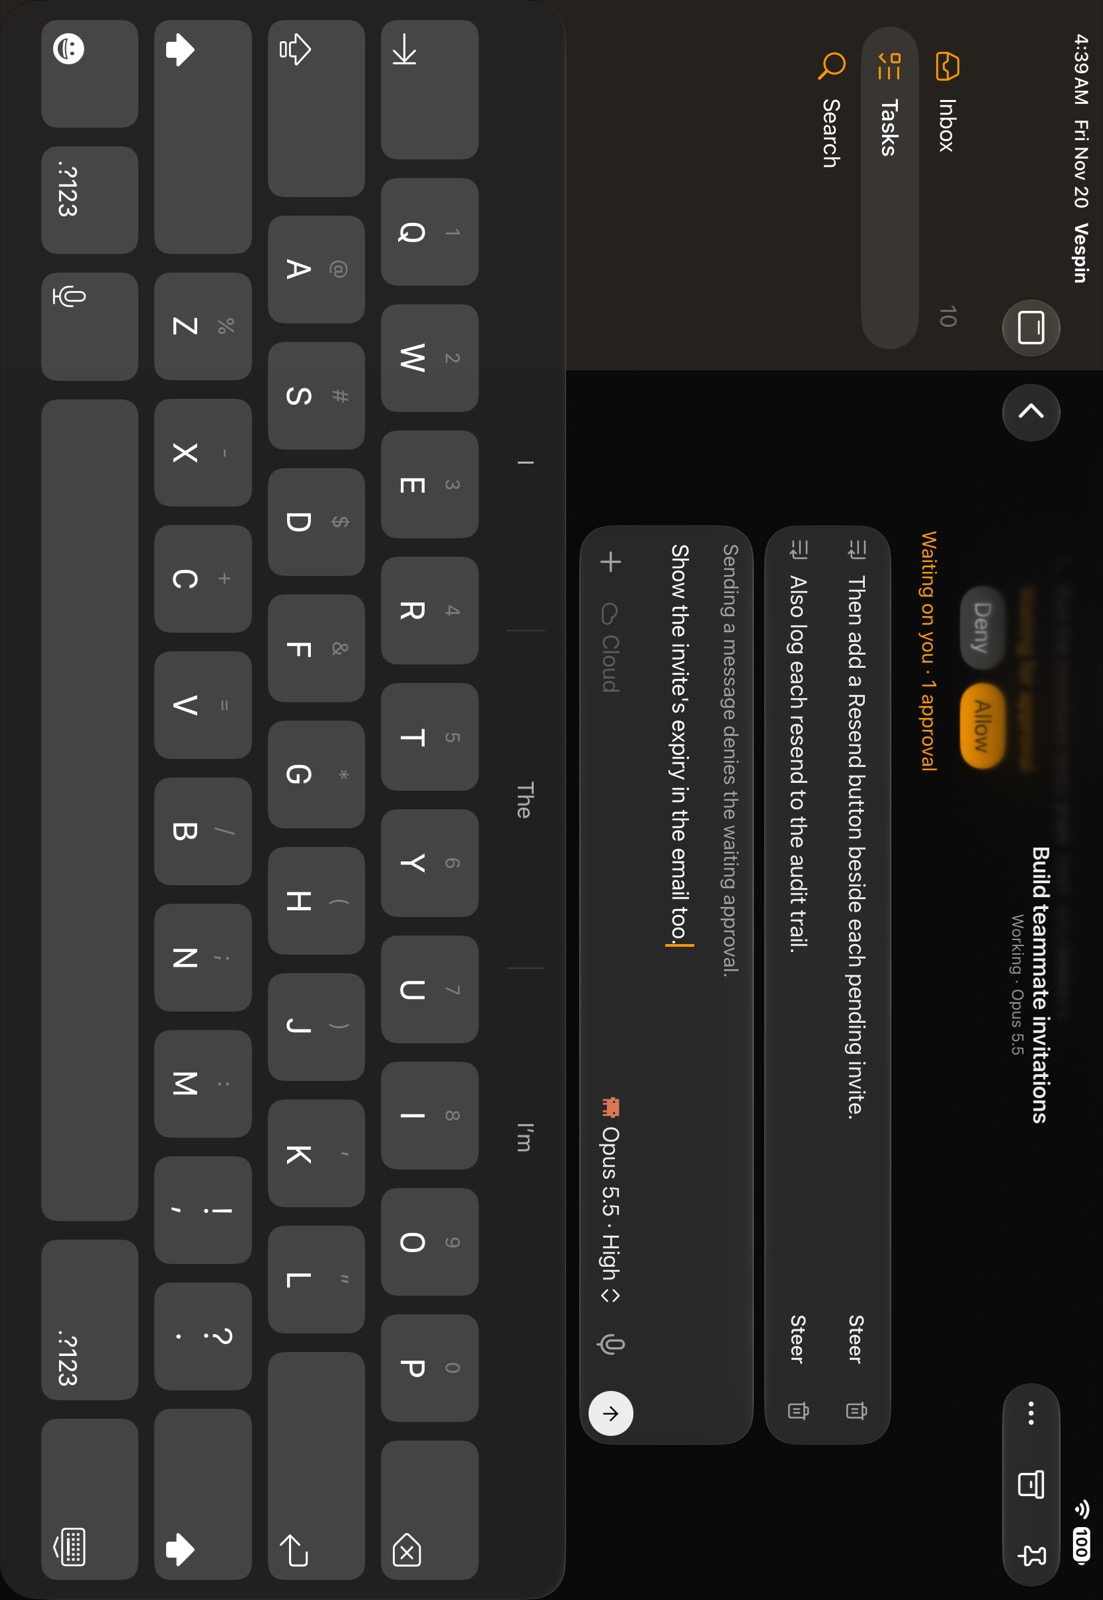 4:39 AM Fri Nov 20 Vespin
100
Inbox 10
Tasks
Search
Build teammate invitations
Working · Opus 5.5
Waiting for approval
Deny Allow
Waiting on you · 1 approval
Then add a Resend button beside each pending invite. Steer
Also log each resend to the audit trail. Steer
Sending a message denies the waiting approval.
Show the invite's expiry in the email too.
Cloud Opus 5.5 · High
I The I’m
1 2 3 4 5 6 7 8 9 0
Q W E R T Y U I O P
@ # $ & * ( ) ' "
A S D F G H J K L
% - + = / ; : ! ?
Z X C V B N M , .
.?123 .?123